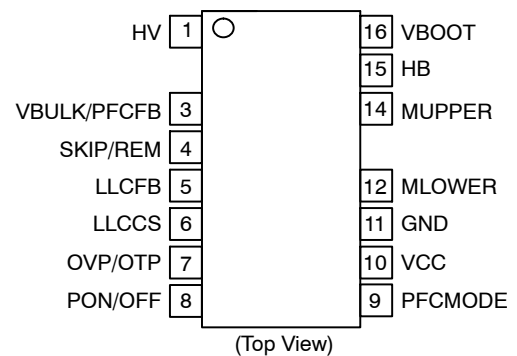 HV 1 16 VBOOT
15 HB
VBULK/PFCFB 3 14 MUPPER
SKIP/REM 4
LLCFB 5 12 MLOWER
LLCCS 6 11 GND
OVP/OTP 7 10 VCC
PON/OFF 8 9 PFCMODE
(Top View)